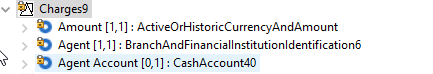 Charges9
Amount [1,1] : ActiveOrHistoricCurrencyAndAmount
Agent [1,1] : BranchAndFinancialInstitutionIdentification6
Agent Account [0,1] : CashAccount40